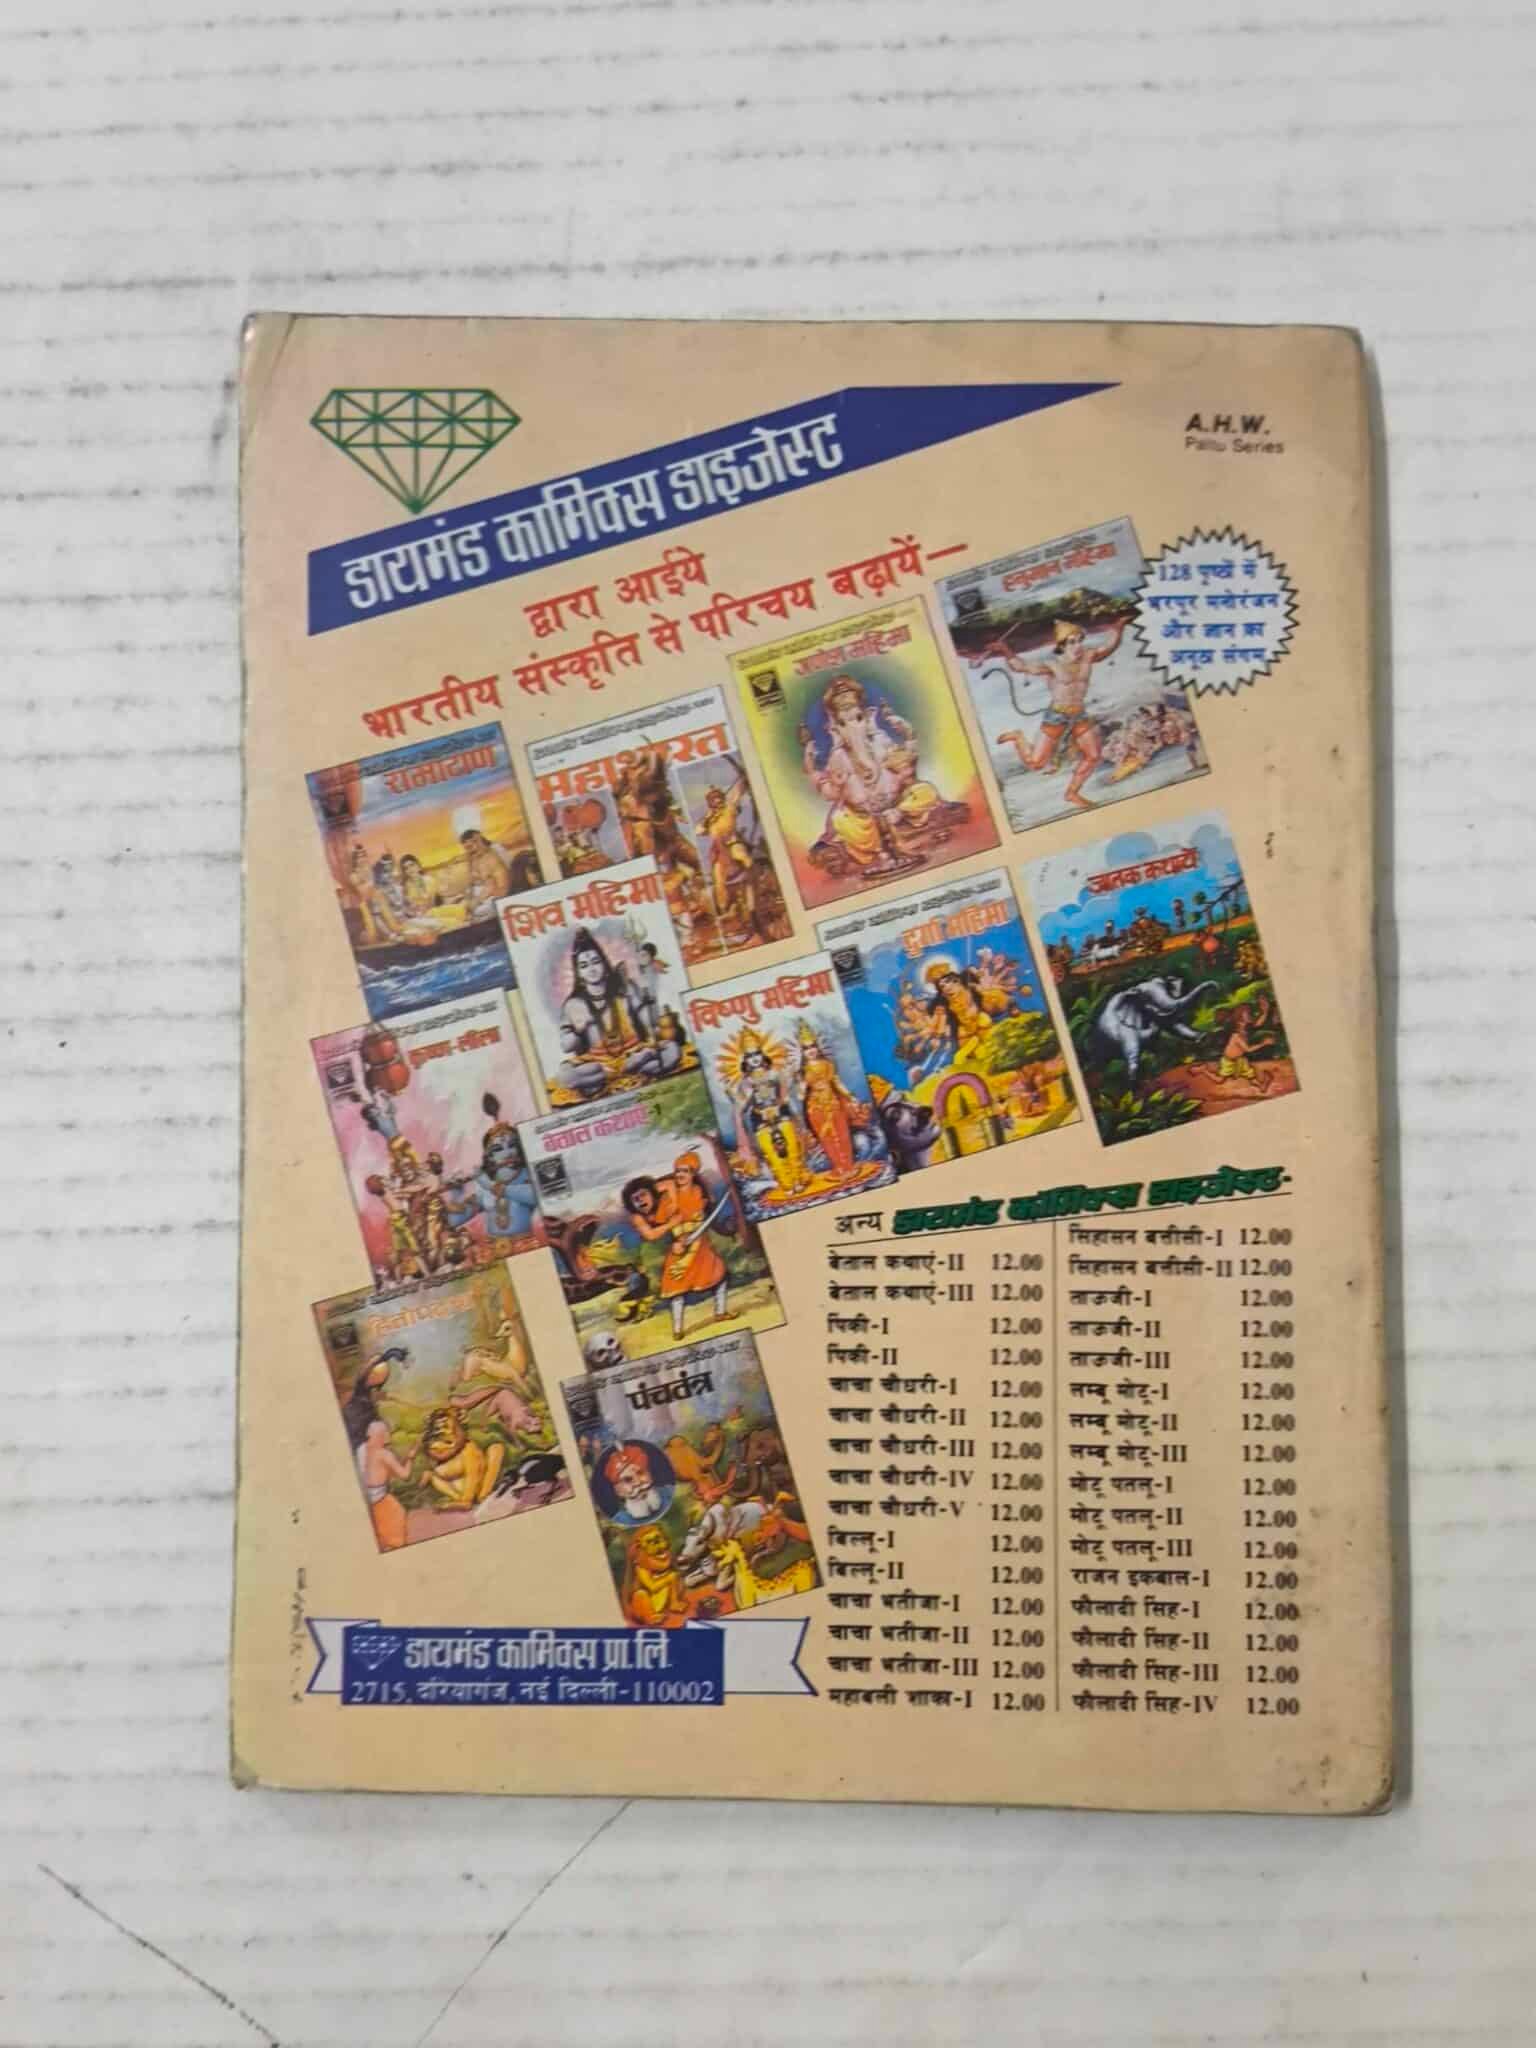 डायमंड कामिक्स डाइजेस्ट
A.H.W.
Paltu Series
द्वारा आईये
भारतीय संस्कृति से परिचय बढ़ायें—
128 पृष्ठों में
भरपूर मनोरंजन
और ज्ञान का
अनूठा संगम
हनुमान महिमा
गणेश महिमा
महाभारत
रामायण
शिव महिमा
दुर्गा महिमा
जातक कथायें
विष्णु महिमा
कृष्ण-लीला
बेताल कथाएं-1
हितोपदेश
पंचतंत्र
अन्य डायमंड कॉमिक्स डाइजेस्ट-
बेताल कथाएं-II 12.00
बेताल कथाएं-III 12.00
पिंकी-I 12.00
पिंकी-II 12.00
चाचा चौधरी-I 12.00
चाचा चौधरी-II 12.00
चाचा चौधरी-III 12.00
चाचा चौधरी-IV 12.00
चाचा चौधरी-V 12.00
बिल्लू-I 12.00
बिल्लू-II 12.00
चाचा भतीजा-I 12.00
चाचा भतीजा-II 12.00
चाचा भतीजा-III 12.00
महाबली शाका-I 12.00
सिंहासन बत्तीसी-I 12.00
सिंहासन बत्तीसी-II 12.00
ताऊजी-I 12.00
ताऊजी-II 12.00
ताऊजी-III 12.00
लम्बू मोटू-I 12.00
लम्बू मोटू-II 12.00
लम्बू मोटू-III 12.00
मोटू पतलू-I 12.00
मोटू पतलू-II 12.00
मोटू पतलू-III 12.00
राजन इकबाल-I 12.00
फौलादी सिंह-I 12.00
फौलादी सिंह-II 12.00
फौलादी सिंह-III 12.00
फौलादी सिंह-IV 12.00
डायमंड कामिक्स प्रा.लि.
2715, दरियागंज, नई दिल्ली-110002